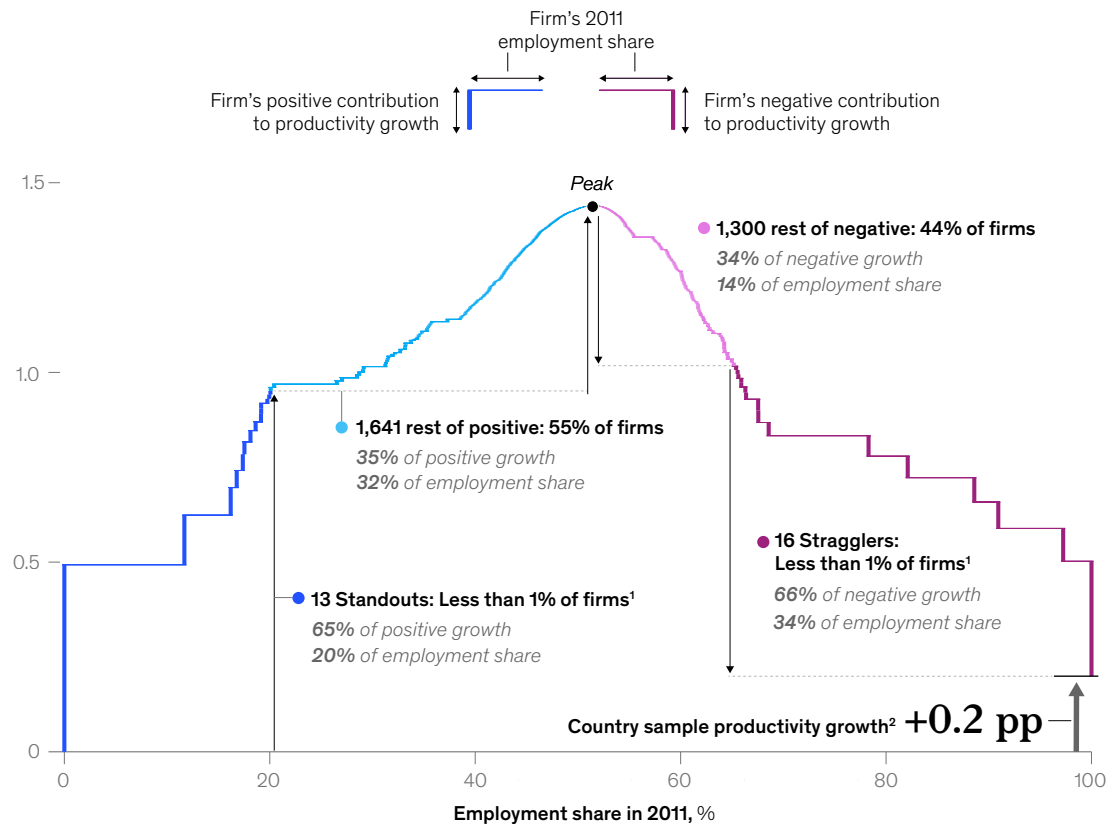 Firm's 2011
employment share
Firm's positive contribution
to productivity growth
Firm's negative contribution
to productivity growth
1.5
Peak
1,300 rest of negative: 44% of firms
34% of negative growth
14% of employment share
1.0
1,641 rest of positive: 55% of firms
35% of positive growth
32% of employment share
16 Stragglers:
Less than 1% of firms¹
66% of negative growth
34% of employment share
0.5
13 Standouts: Less than 1% of firms¹
65% of positive growth
20% of employment share
Country sample productivity growth² +0.2 pp
0
0 20 40 60 80 100
Employment share in 2011, %